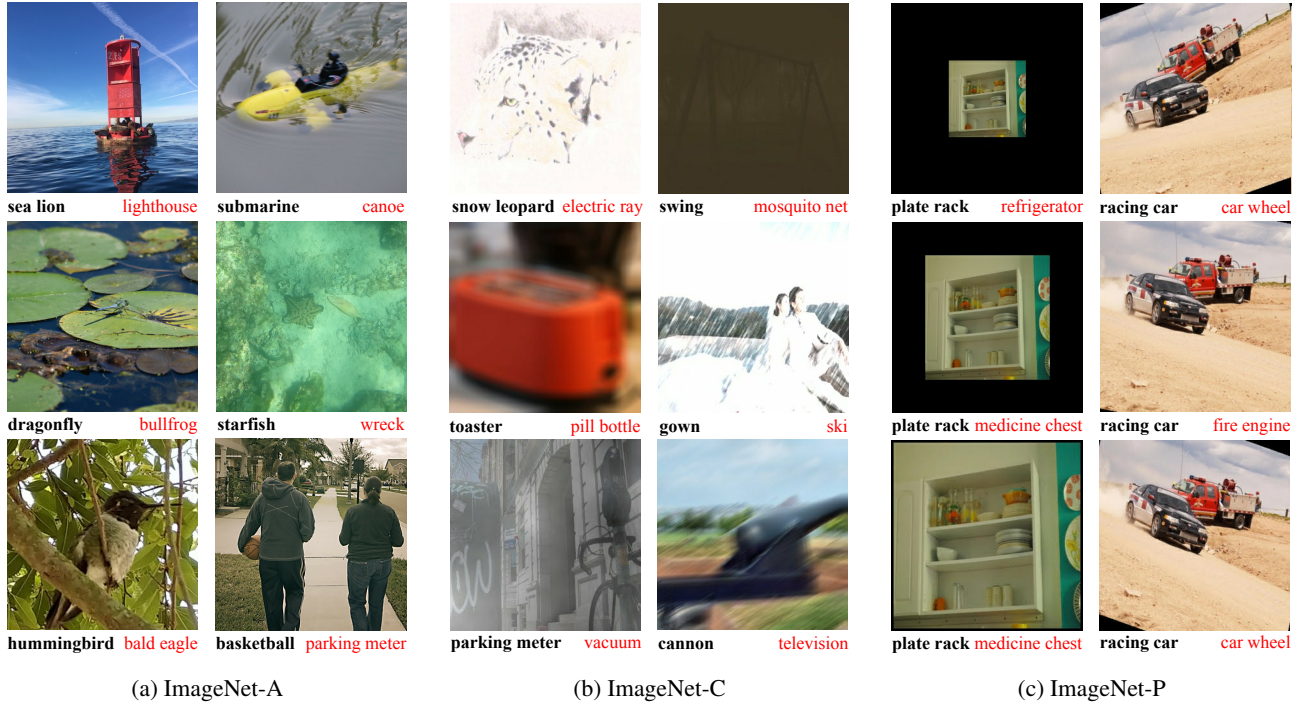 sea lion lighthouse submarine canoe
snow leopard electric ray swing mosquito net
plate rack refrigerator racing car car wheel
dragonfly bullfrog starfish wreck
toaster pill bottle gown ski
plate rack medicine chest racing car fire engine
hummingbird bald eagle basketball parking meter
parking meter vacuum cannon television
plate rack medicine chest racing car car wheel
(a) ImageNet-A
(b) ImageNet-C
(c) ImageNet-P